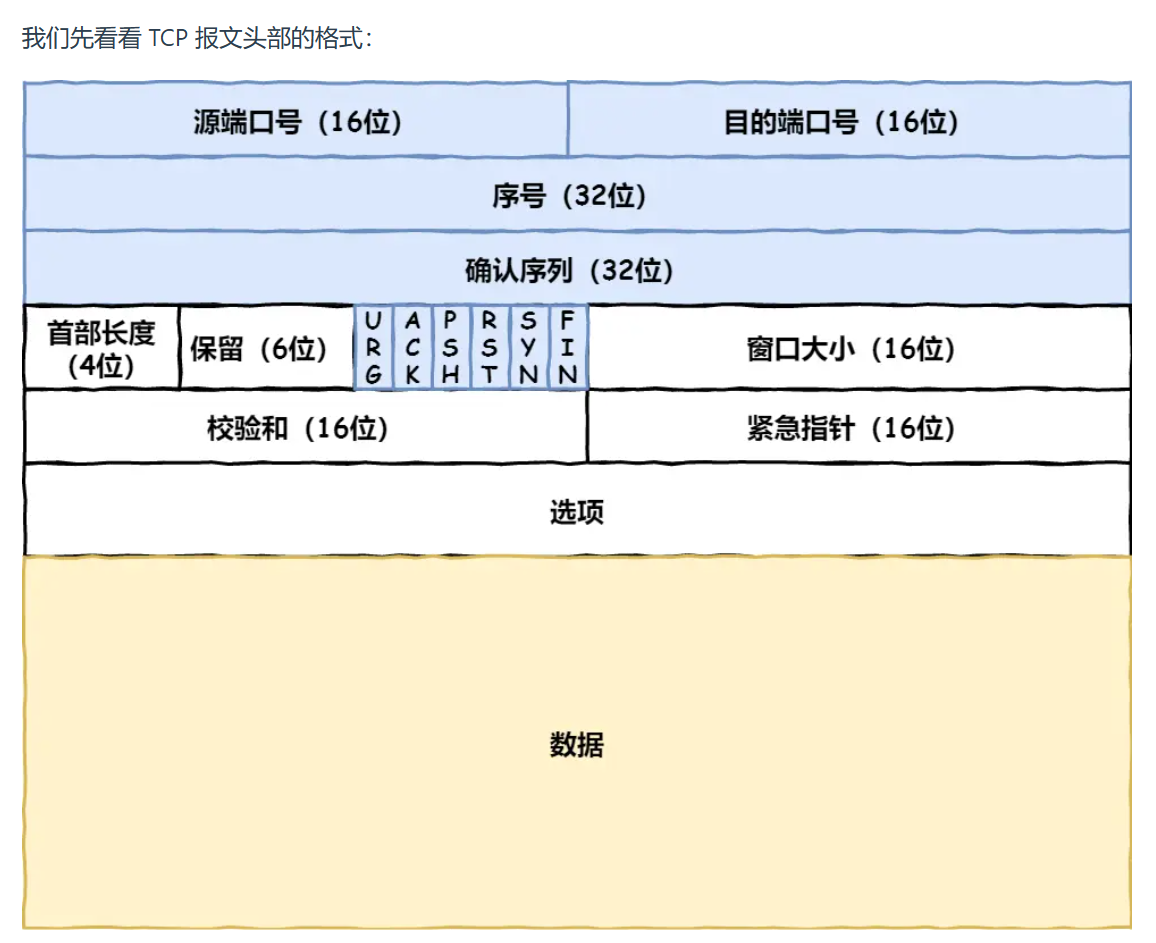 我们先看看 TCP 报文头部的格式：
源端口号（16位）
目的端口号（16位）
序号（32位）
确认序列（32位）
首部长度
（4位）
保留（6位）
URG
ACK
PSH
RST
SYN
FIN
窗口大小（16位）
校验和（16位）
紧急指针（16位）
选项
数据